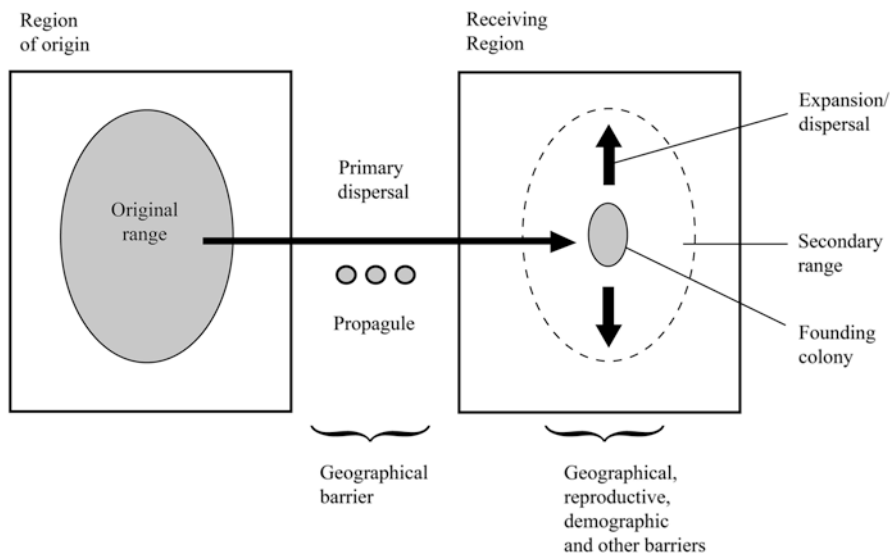 Region
of origin
Receiving
Region
Original
range
Primary
dispersal
Propagule
Expansion/
dispersal
Secondary
range
Founding
colony
Geographical
barrier
Geographical,
reproductive,
demographic
and other barriers